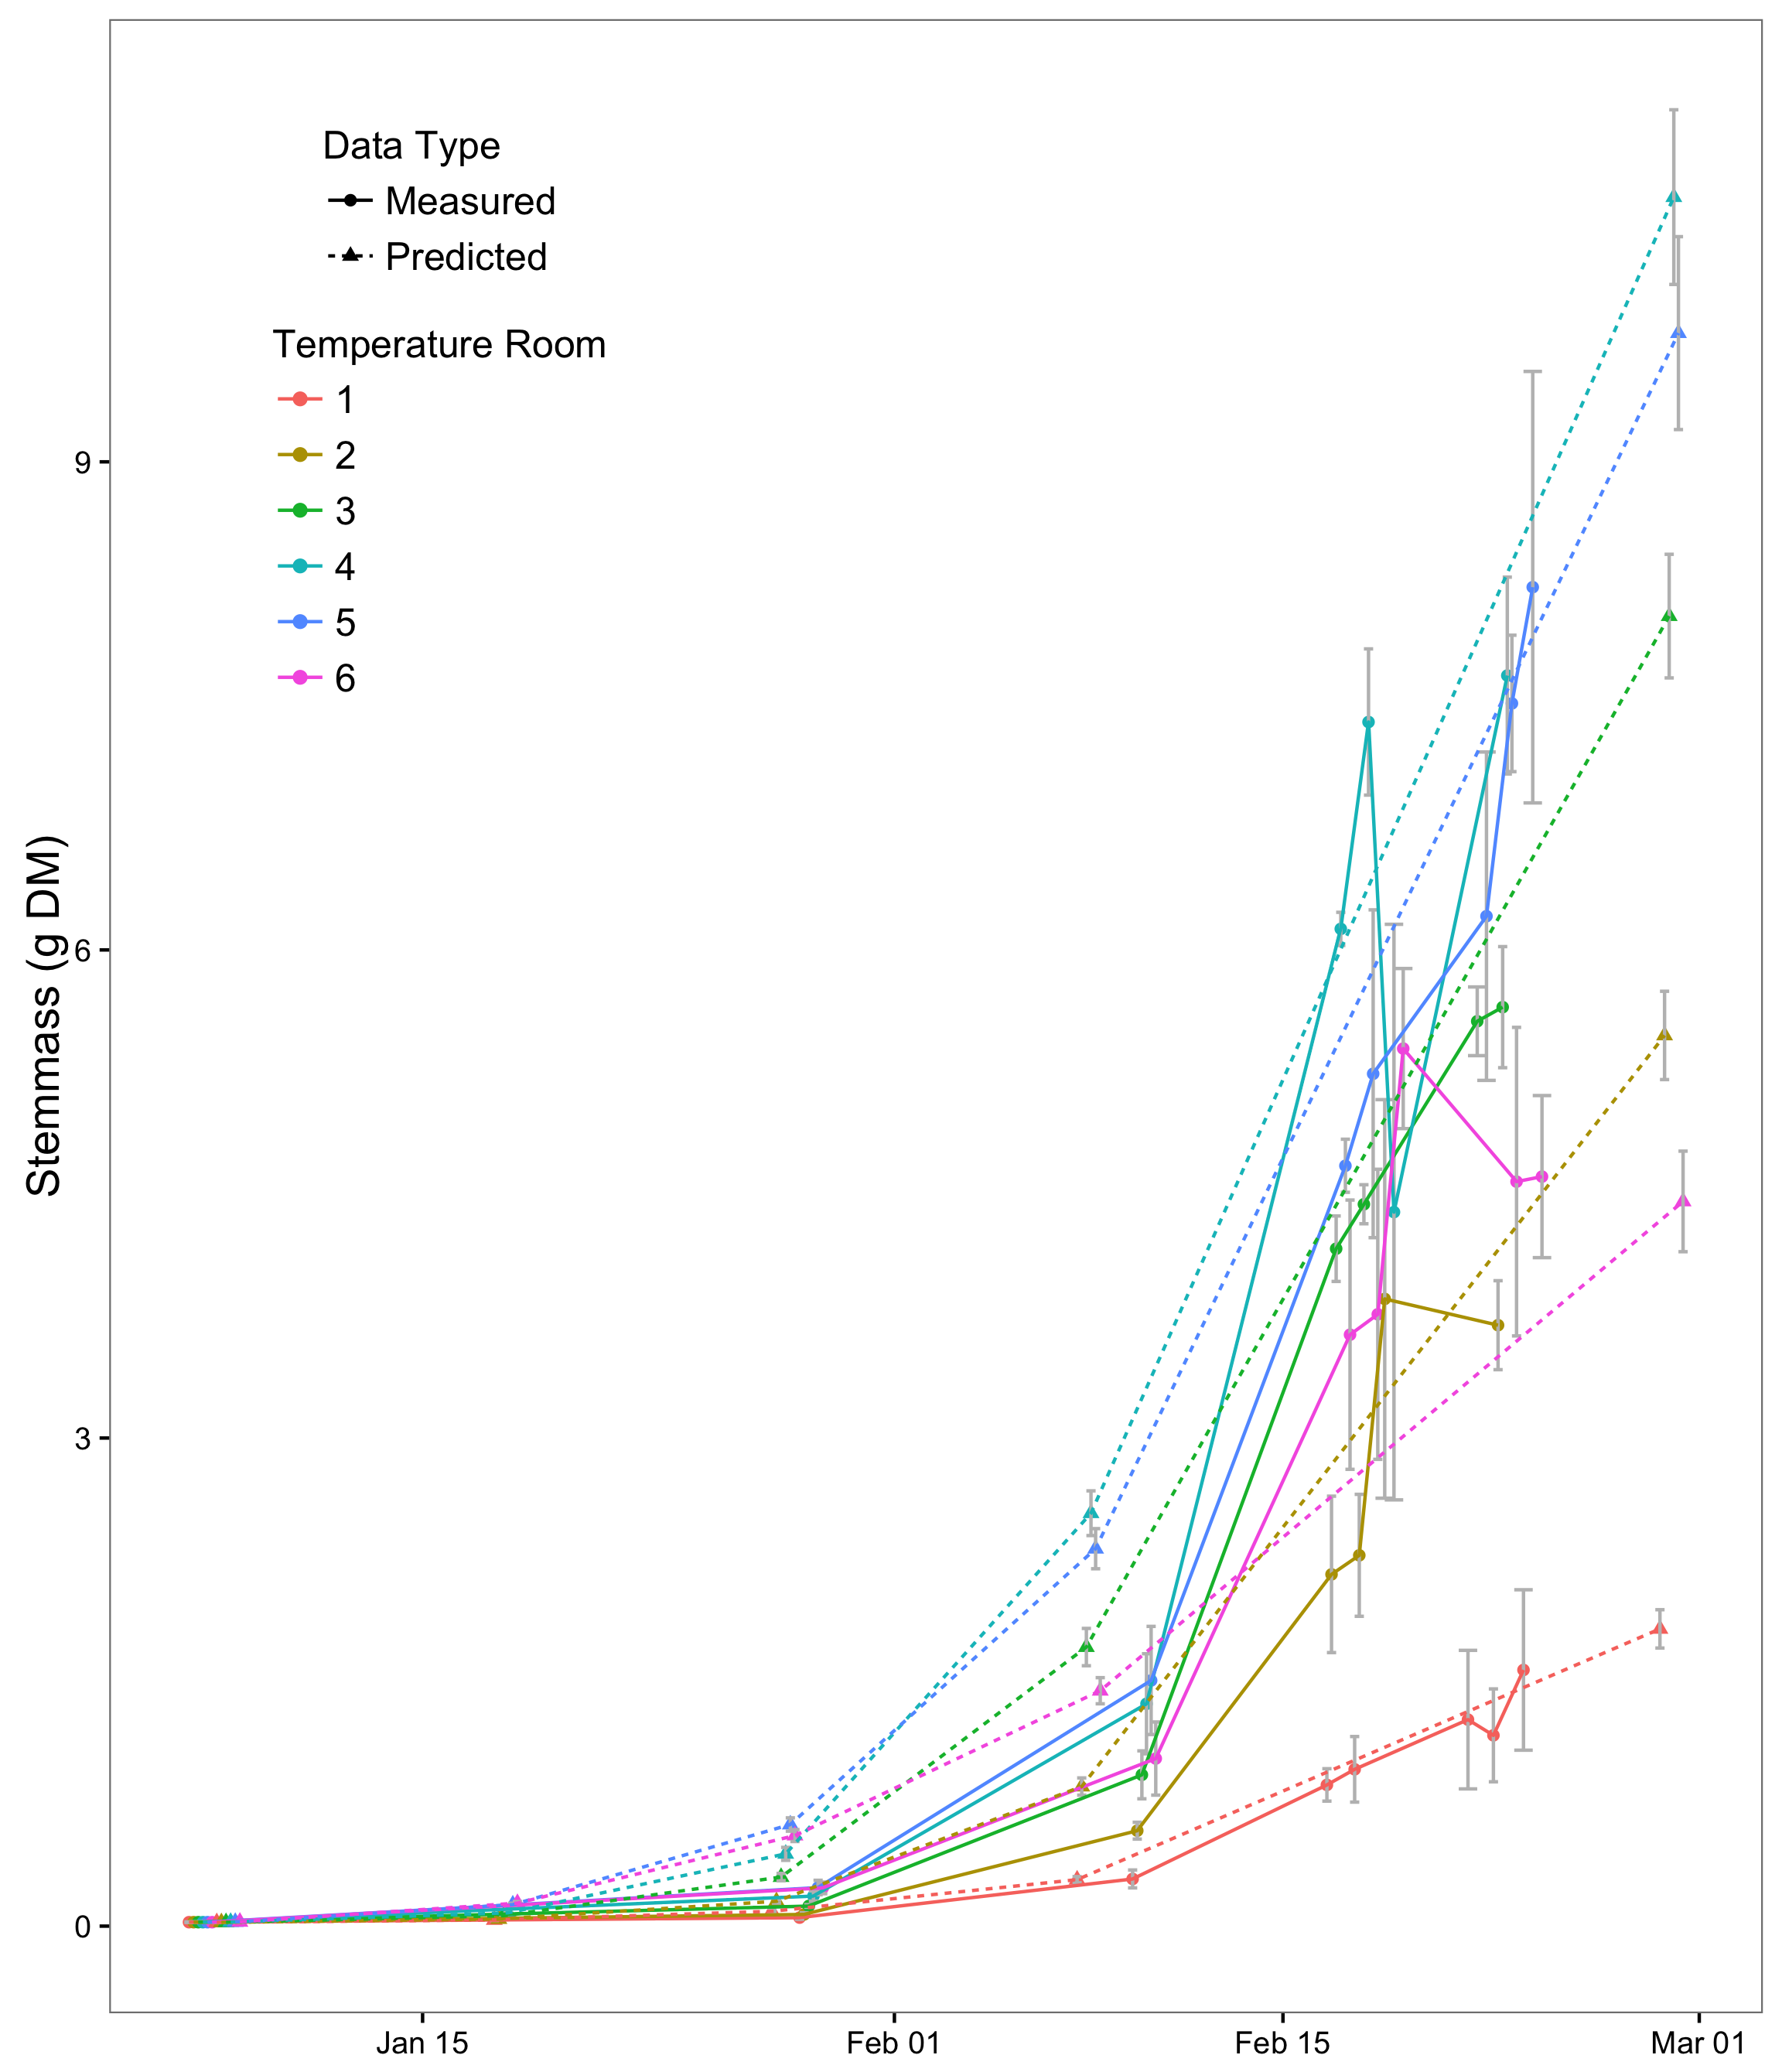 Data Type
Measured
Predicted
Temperature Room
1
2
3
4
5
6
Stemmass (g DM)
9
6
3
0
Jan 15
Feb 01
Feb 15
Mar 01